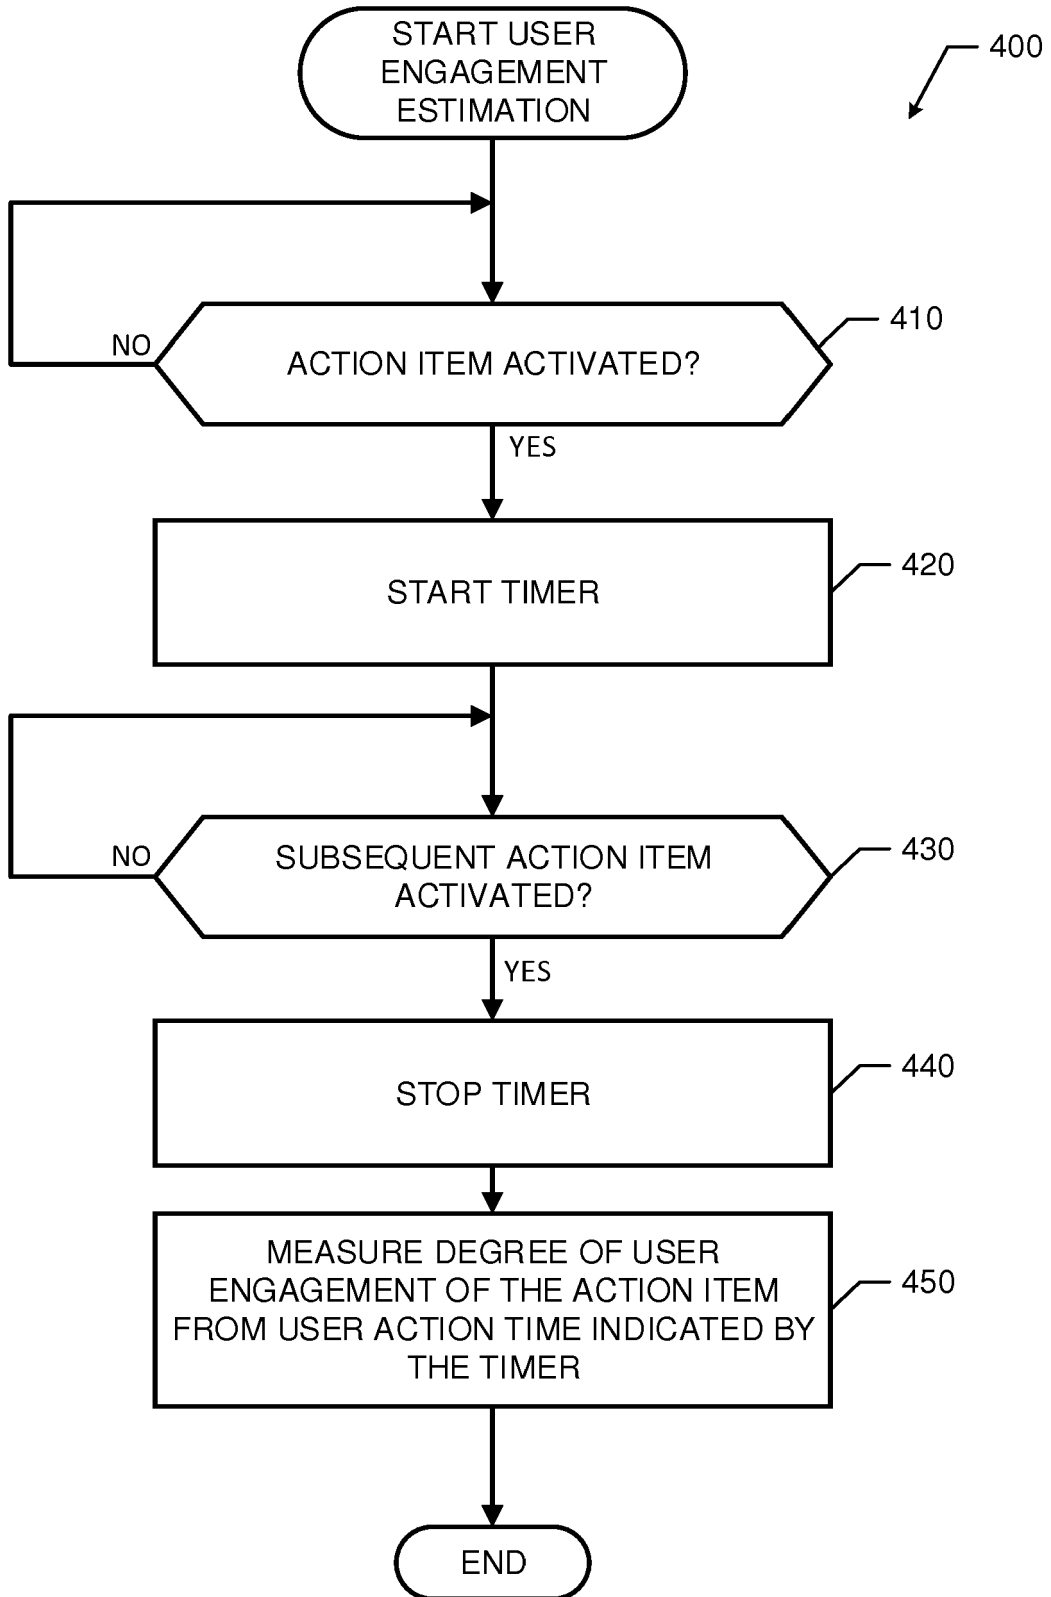 START USER
ENGAGEMENT
ESTIMATION
400
NO
ACTION ITEM ACTIVATED?
410
YES
START TIMER
420
NO
SUBSEQUENT ACTION ITEM
ACTIVATED?
430
YES
STOP TIMER
440
MEASURE DEGREE OF USER
ENGAGEMENT OF THE ACTION ITEM
FROM USER ACTION TIME INDICATED BY
THE TIMER
450
END